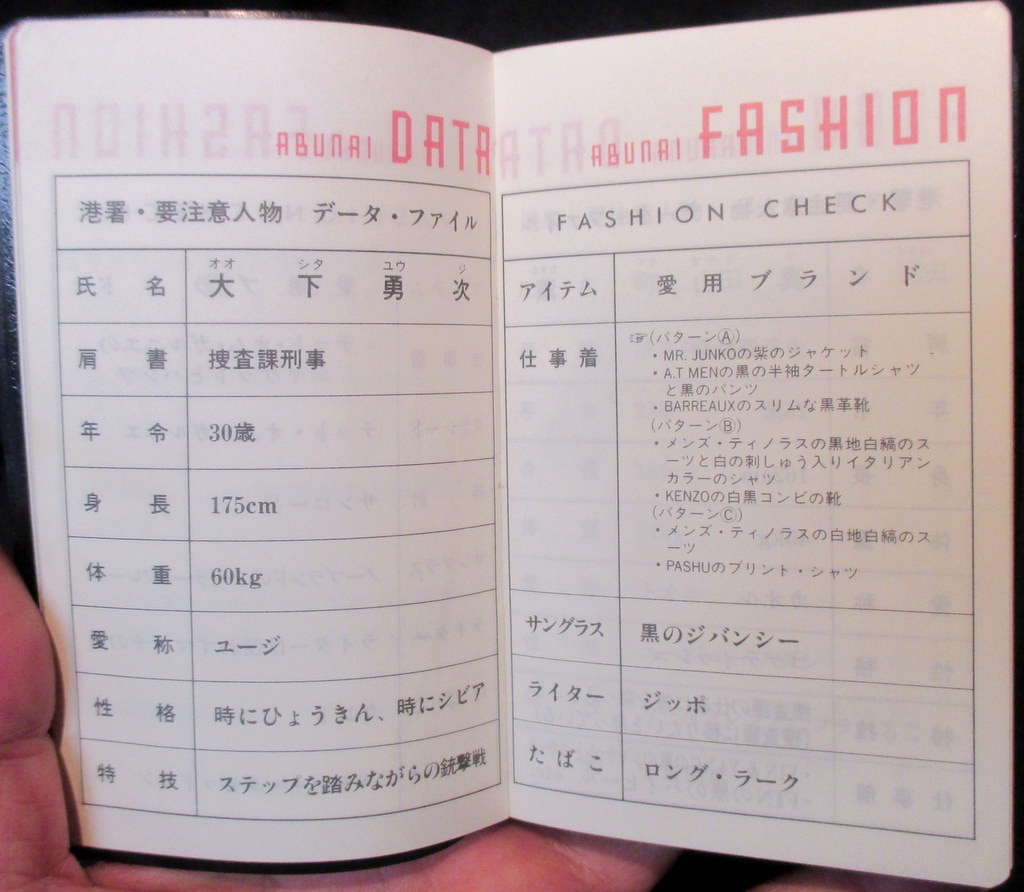 ABUNAI DATA
港署・要注意人物 データ・ファイル
オオ シタ ユウ ジ
氏名 大下勇次
肩書 捜査課刑事
年令 30歳
身長 175cm
体重 60kg
愛称 ユージ
性格 時にひょうきん、時にシビア
特技 ステップを踏みながらの銃撃戦
ABUNAI FASHION
FASHION CHECK
アイテム 愛用ブランド
仕事着 ☞(パターンⒶ)
・MR. JUNKOの紫のジャケット
・A.T MENの黒の半袖タートルシャツ
と黒のパンツ
・BARREAUXのスリムな黒革靴
(パターンⒷ)
・メンズ・ティノラスの黒地白縞のス
ーツと白の刺しゅう入りイタリアン
カラーのシャツ
・KENZOの白黒コンビの靴
(パターンⒸ)
・メンズ・ティノラスの白地白縞のス
ーツ
・PASHUのプリント・シャツ
サングラス 黒のジバンシー
ライター ジッポ
たばこ ロング・ラーク